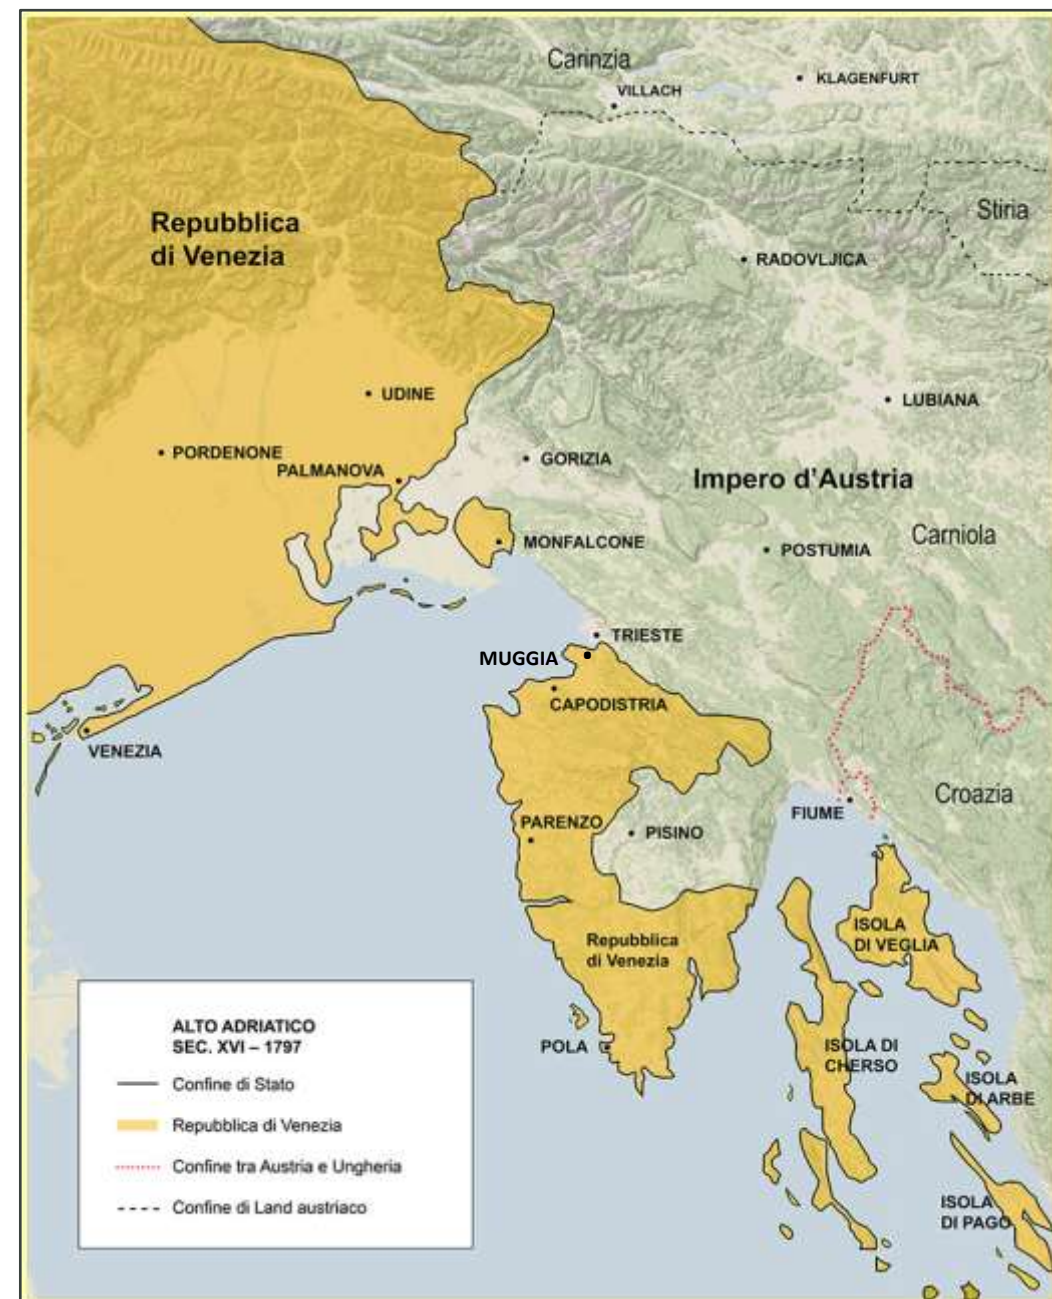 Carinzia
KLAGENFURT
VILLACH
Repubblica
di Venezia
Stiria
RADOVLJICA
UDINE
LUBIANA
PORDENONE
GORIZIA
PALMANOVA
Impero d'Austria
Carniola
MONFALCONE
POSTUMIA
TRIESTE
MUGGIA
CAPODISTRIA
VENEZIA
Croazia
FIUME
PARENZO
PISINO
ISOLA
DI VEGLIA
Repubblica
di Venezia
POLA
ISOLA DI
CHERSO
ISOLA
DI ARBE
ISOLA
DI PAGO
ALTO ADRIATICO
SEC. XVI – 1797
Confine di Stato
Repubblica di Venezia
Confine tra Austria e Ungheria
Confine di Land austriaco